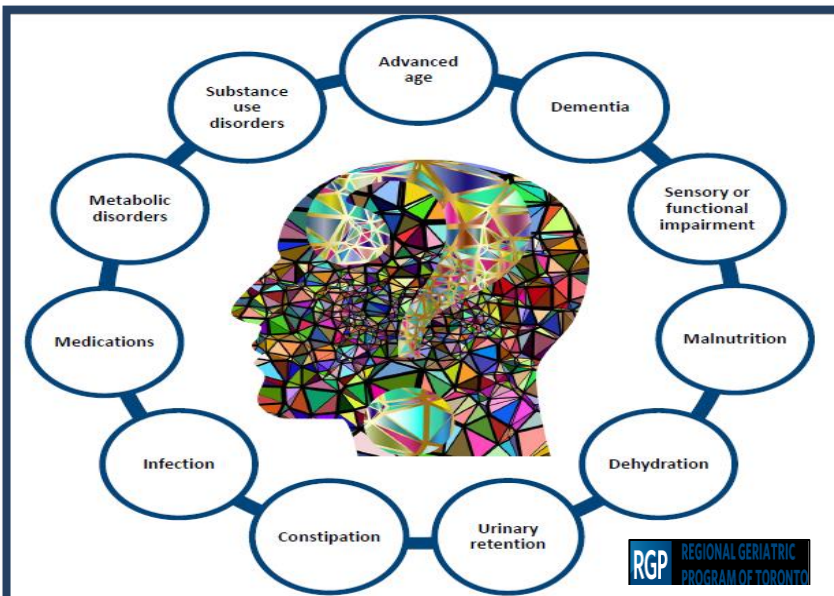 Advanced
age
Dementia
Sensory or
functional
impairment
Malnutrition
Dehydration
Urinary
retention
Constipation
Infection
Medications
Metabolic
disorders
Substance
use
disorders
RGP
REGIONAL GERIATRIC
PROGRAM OF TORONTO